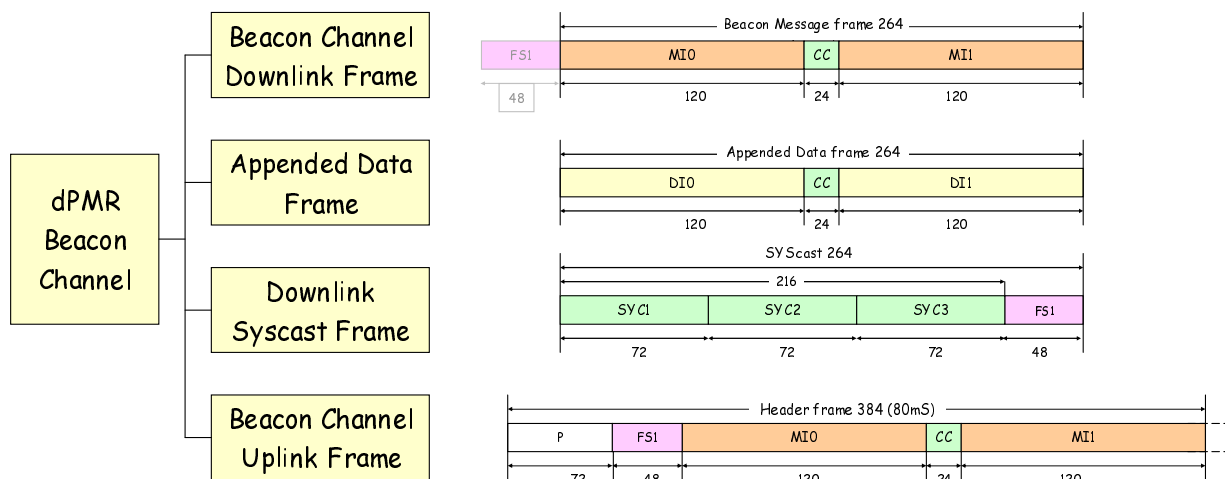 dPMR
Beacon
Channel
Beacon Channel
Downlink Frame
Beacon Message frame 264
FS1 MI0 CC MI1
48 120 24 120
Appended Data
Frame
Appended Data frame 264
DI0 CC DI1
120 24 120
Downlink
Syscast Frame
SYScast 264
216
SYC1 SYC2 SYC3 FS1
72 72 72 48
Beacon Channel
Uplink Frame
Header frame 384 (80mS)
P FS1 MI0 CC MI1
72 48 120 24 120